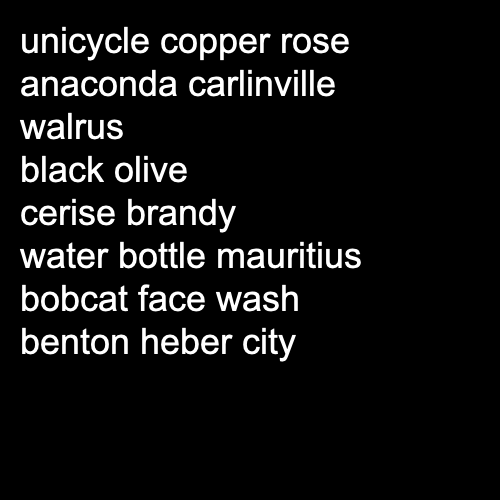 unicycle copper rose
anaconda carlinville
walrus
black olive
cerise brandy
water bottle mauritius
bobcat face wash
benton heber city